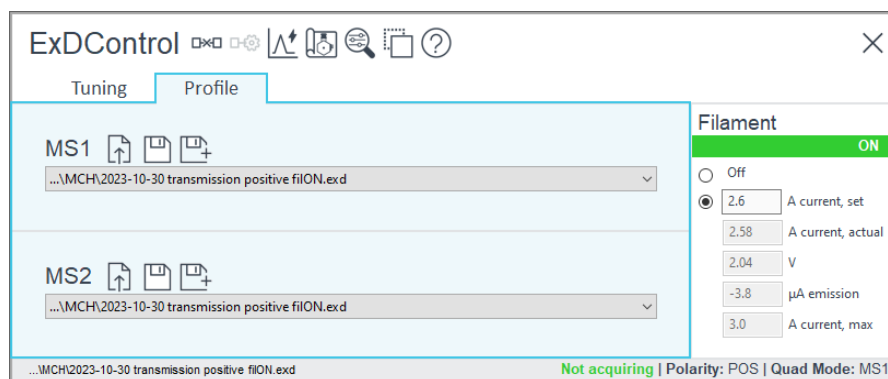 ExDControl
Tuning
Profile
MS1
...\MCH\2023-10-30 transmission positive filON.exd
MS2
...\MCH\2023-10-30 transmission positive filON.exd
Filament
ON
Off
2.6 A current, set
2.58 A current, actual
2.04 V
-3.8 µA emission
3.0 A current, max
...\MCH\2023-10-30 transmission positive filON.exd
Not acquiring | Polarity: POS | Quad Mode: MS1